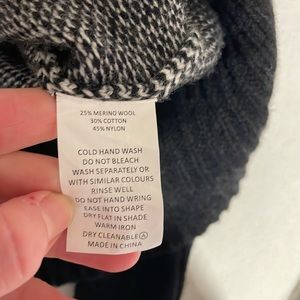 25% MERINO WOOL
30% COTTON
45% NYLON
COLD HAND WASH
DO NOT BLEACH
WASH SEPARATELY OR
WITH SIMILAR COLOURS
RINSE WELL
DO NOT HAND WRING
EASE INTO SHAPE
DRY FLAT IN SHADE
WARM IRON
DRY CLEANABLE Ⓐ
MADE IN CHINA